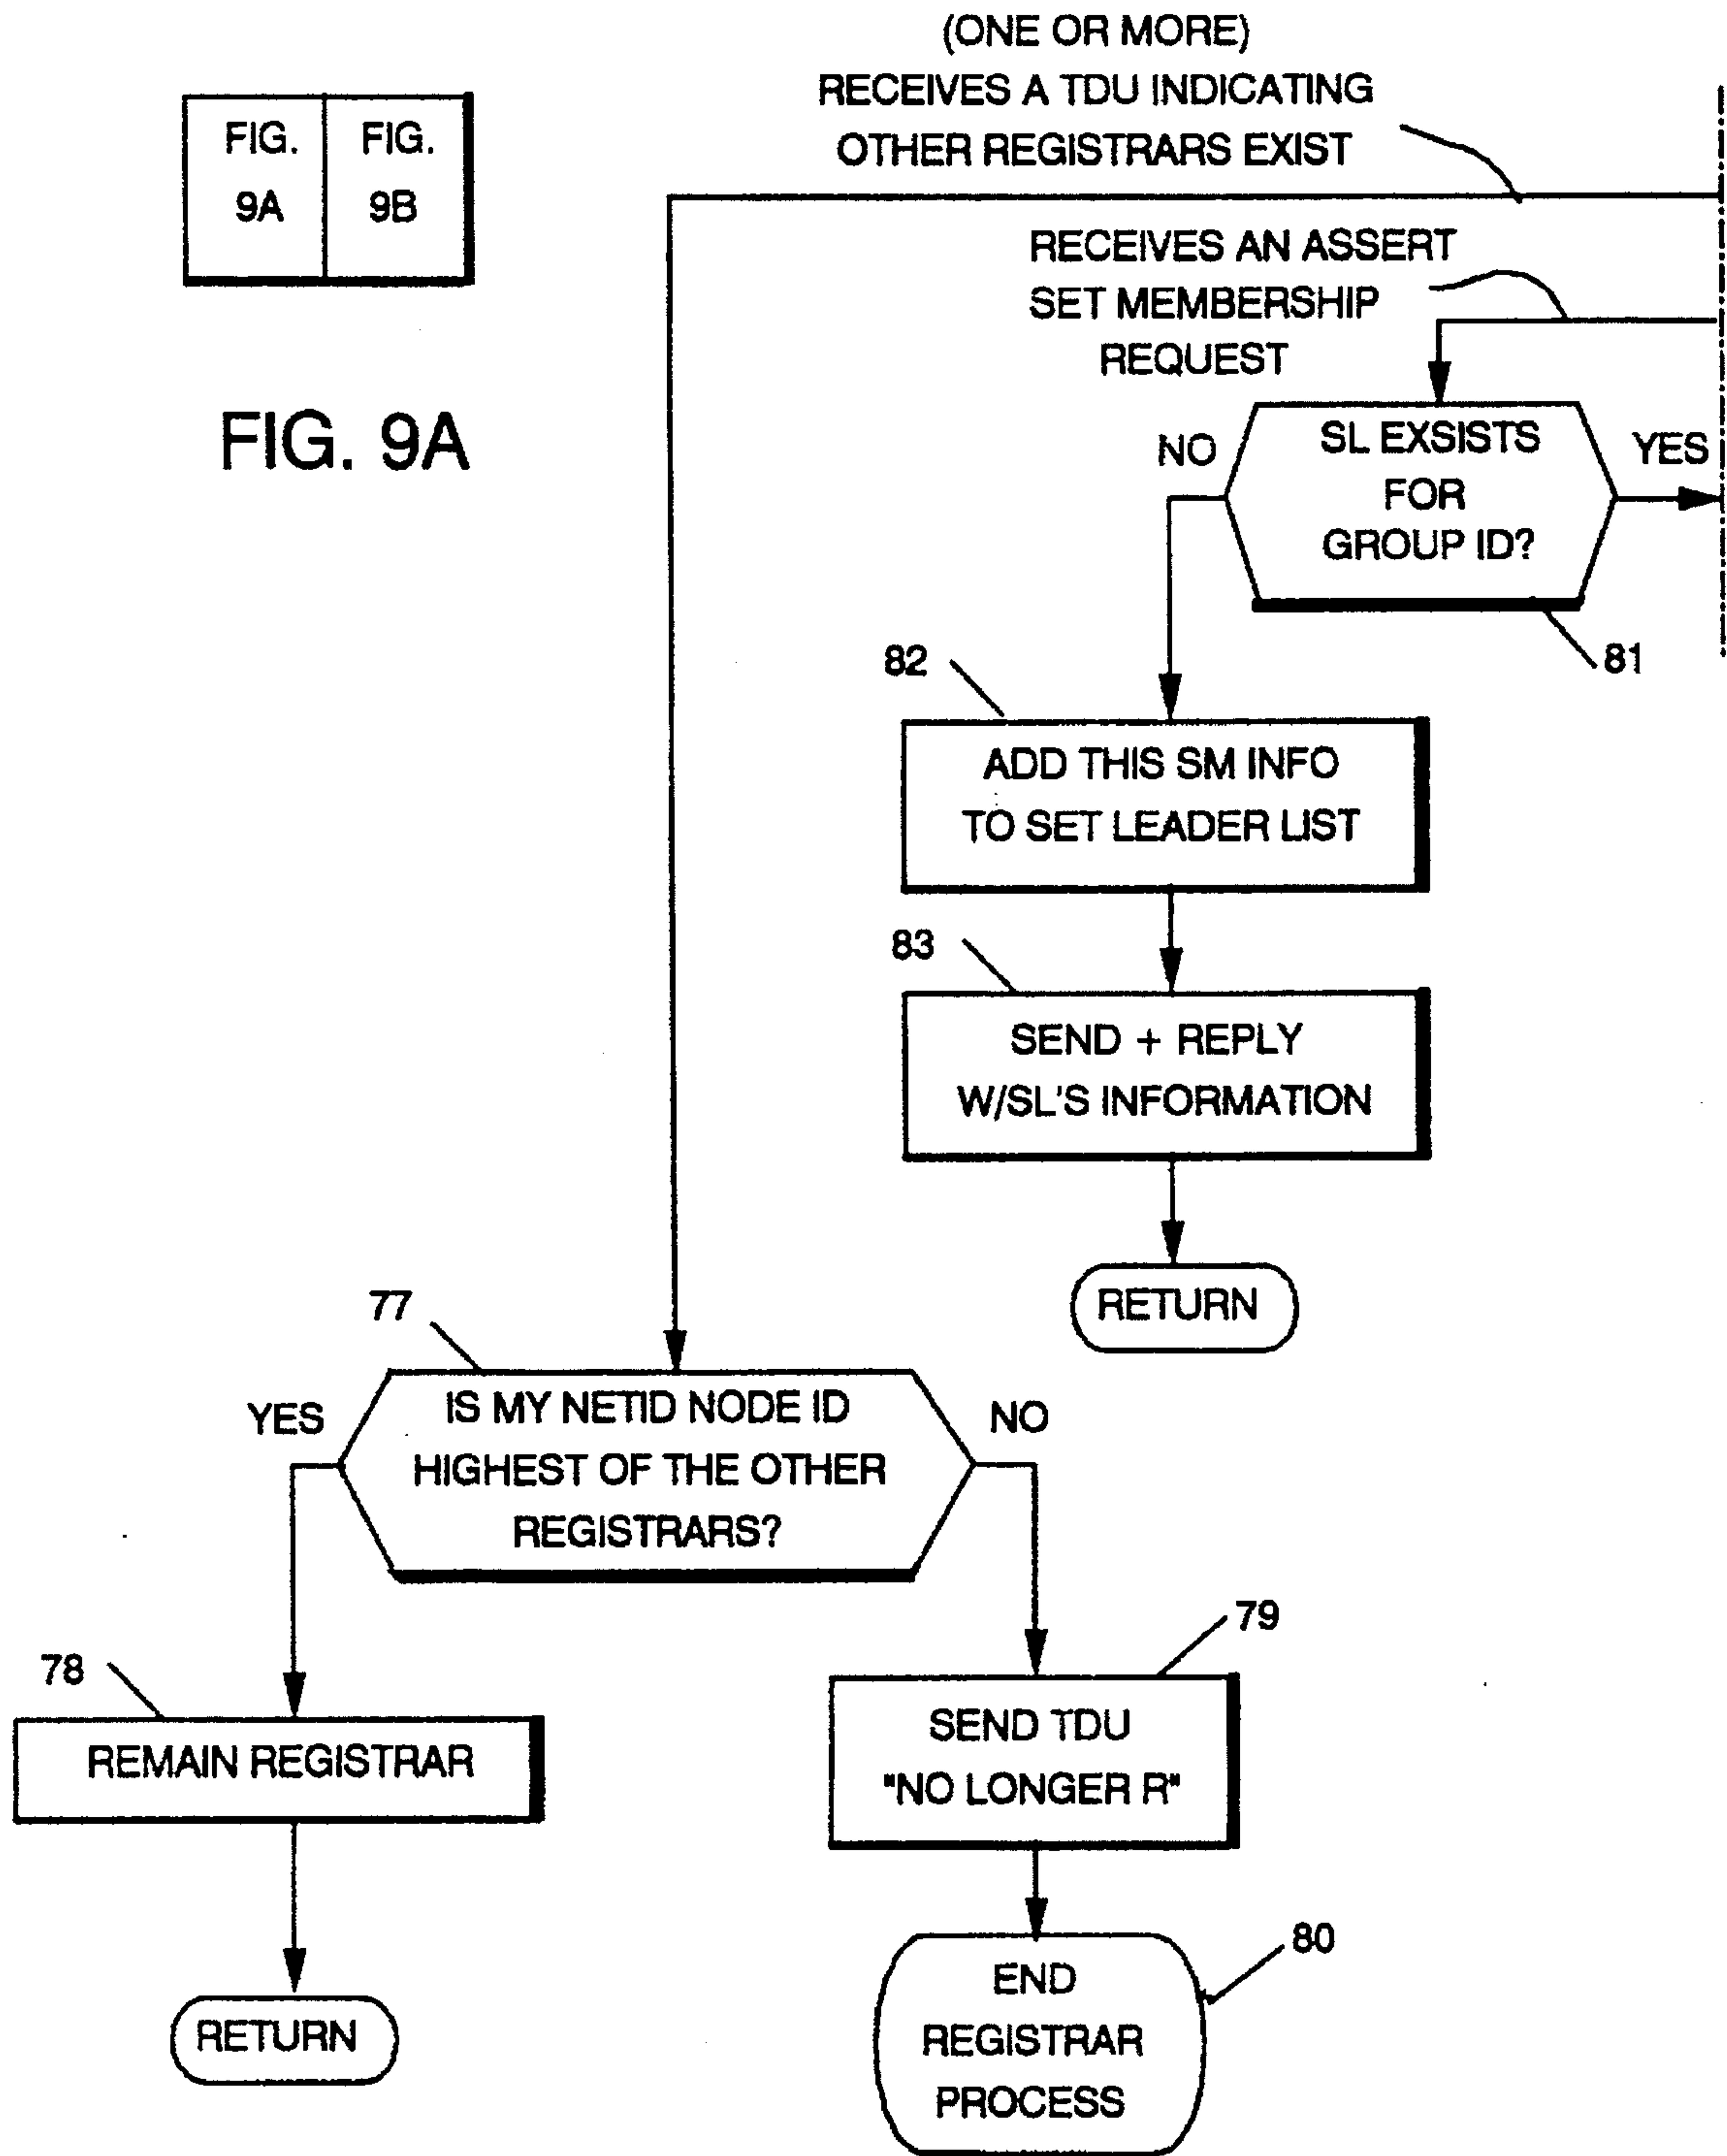 (ONE OR MORE)
RECEIVES A TDU INDICATING
OTHER REGISTRARS EXIST
FIG.
9A
FIG.
9B
FIG. 9A
RECEIVES AN ASSERT
SET MEMBERSHIP
REQUEST
NO
SL EXSISTS
FOR
GROUP ID?
YES
81
82
ADD THIS SM INFO
TO SET LEADER LIST
83
SEND + REPLY
W/SL'S INFORMATION
RETURN
77
YES
IS MY NETID NODE ID
HIGHEST OF THE OTHER
REGISTRARS?
NO
78
REMAIN REGISTRAR
RETURN
79
SEND TDU
"NO LONGER R"
80
END
REGISTRAR
PROCESS